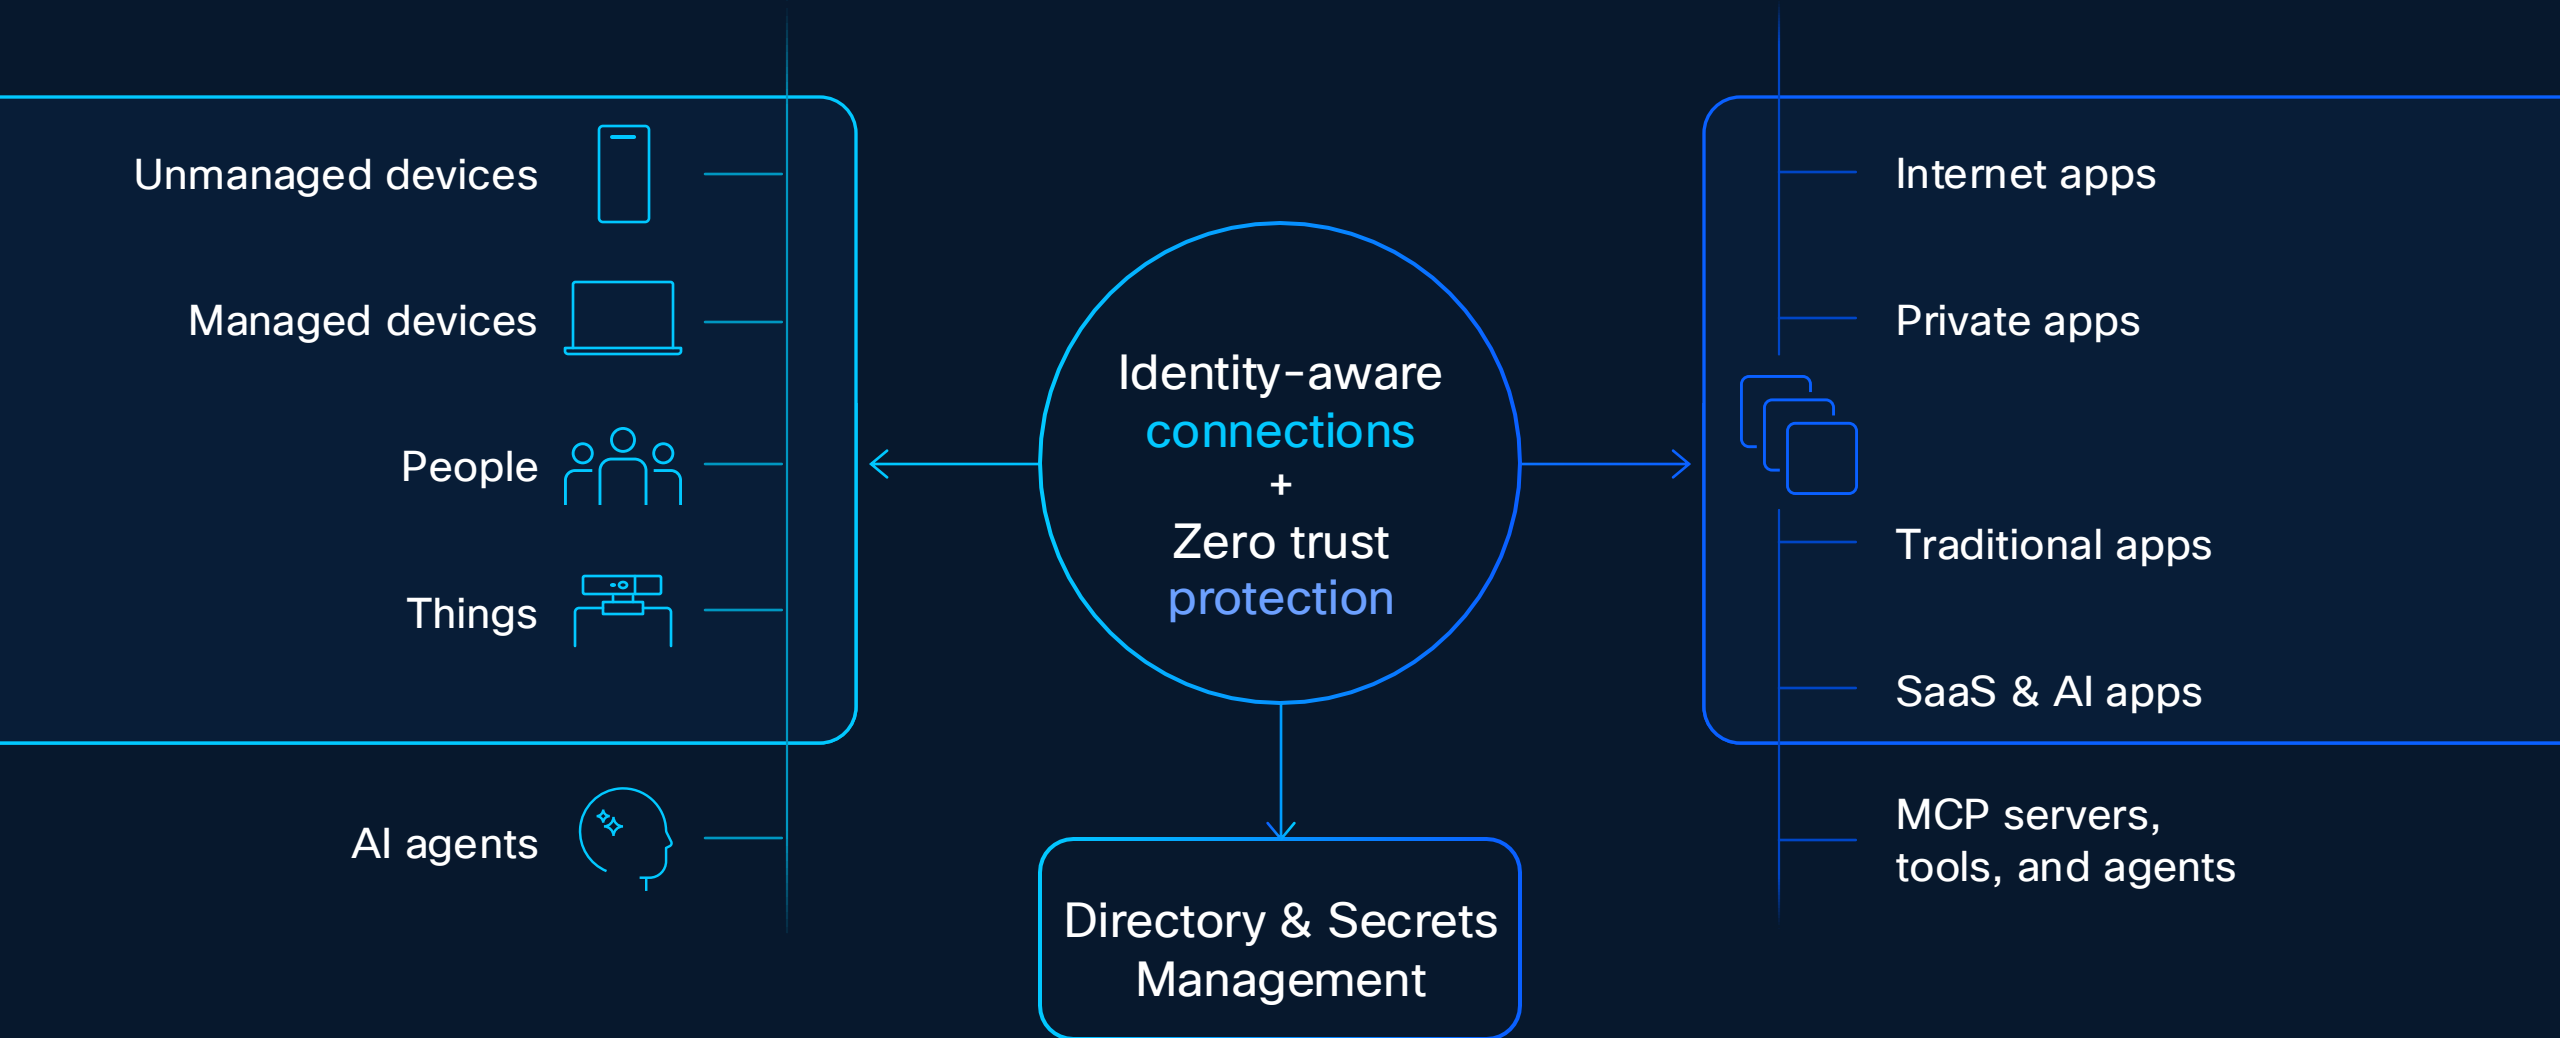 Unmanaged devices
Managed devices
People
Things
AI agents
Identity-aware
connections
+
Zero trust
protection
Directory & Secrets
Management
Internet apps
Private apps
Traditional apps
SaaS & AI apps
MCP servers,
tools, and agents